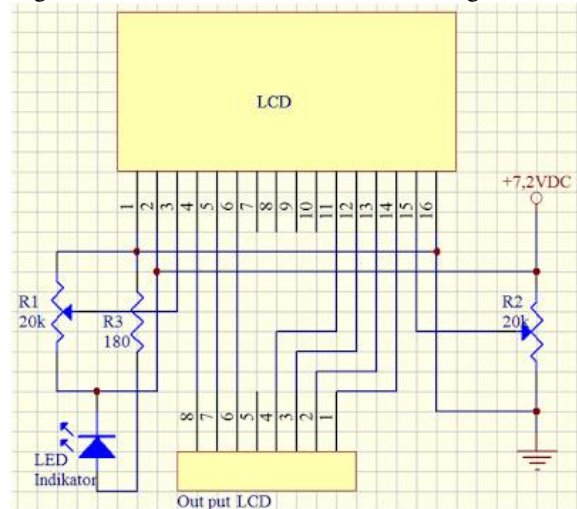 LCD
1 2 3 4 5 6 7 8 9 10 11 12 13 14 15 16
+7,2VDC
R1
20k
R3
180
R2
20k
8 7 6 5 4 3 2 1
LED
Indikator
Out put LCD